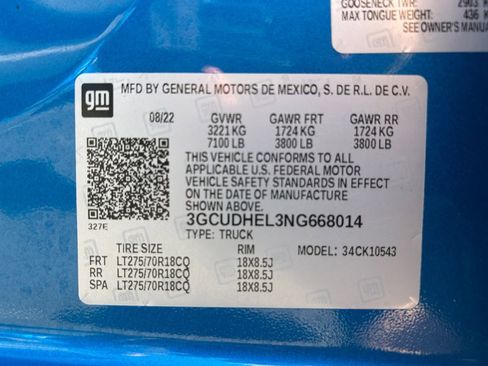 GOOSENECK TWR: 2903
MAX TONGUE WEIGHT: 436 K
SEE OWNER'S MANUA
gm
MFD BY GENERAL MOTORS DE MEXICO, S. DE R.L. DE C.V.
08/22 GVWR GAWR FRT GAWR RR
3221 KG 1724 KG 1724 KG
7100 LB 3800 LB 3800 LB
THIS VEHICLE CONFORMS TO ALL
APPLICABLE U.S. FEDERAL MOTOR
VEHICLE SAFETY STANDARDS IN EFFECT
ON THE DATE OF MANUFACTURE
SHOWN ABOVE.
3GCUDHEL3NG668014
327E TYPE: TRUCK
TIRE SIZE RIM MODEL: 34CK10543
FRT LT275/70R18CQ 18X8.5J
RR LT275/70R18CQ 18X8.5J
SPA LT275/70R18CQ 18X8.5J